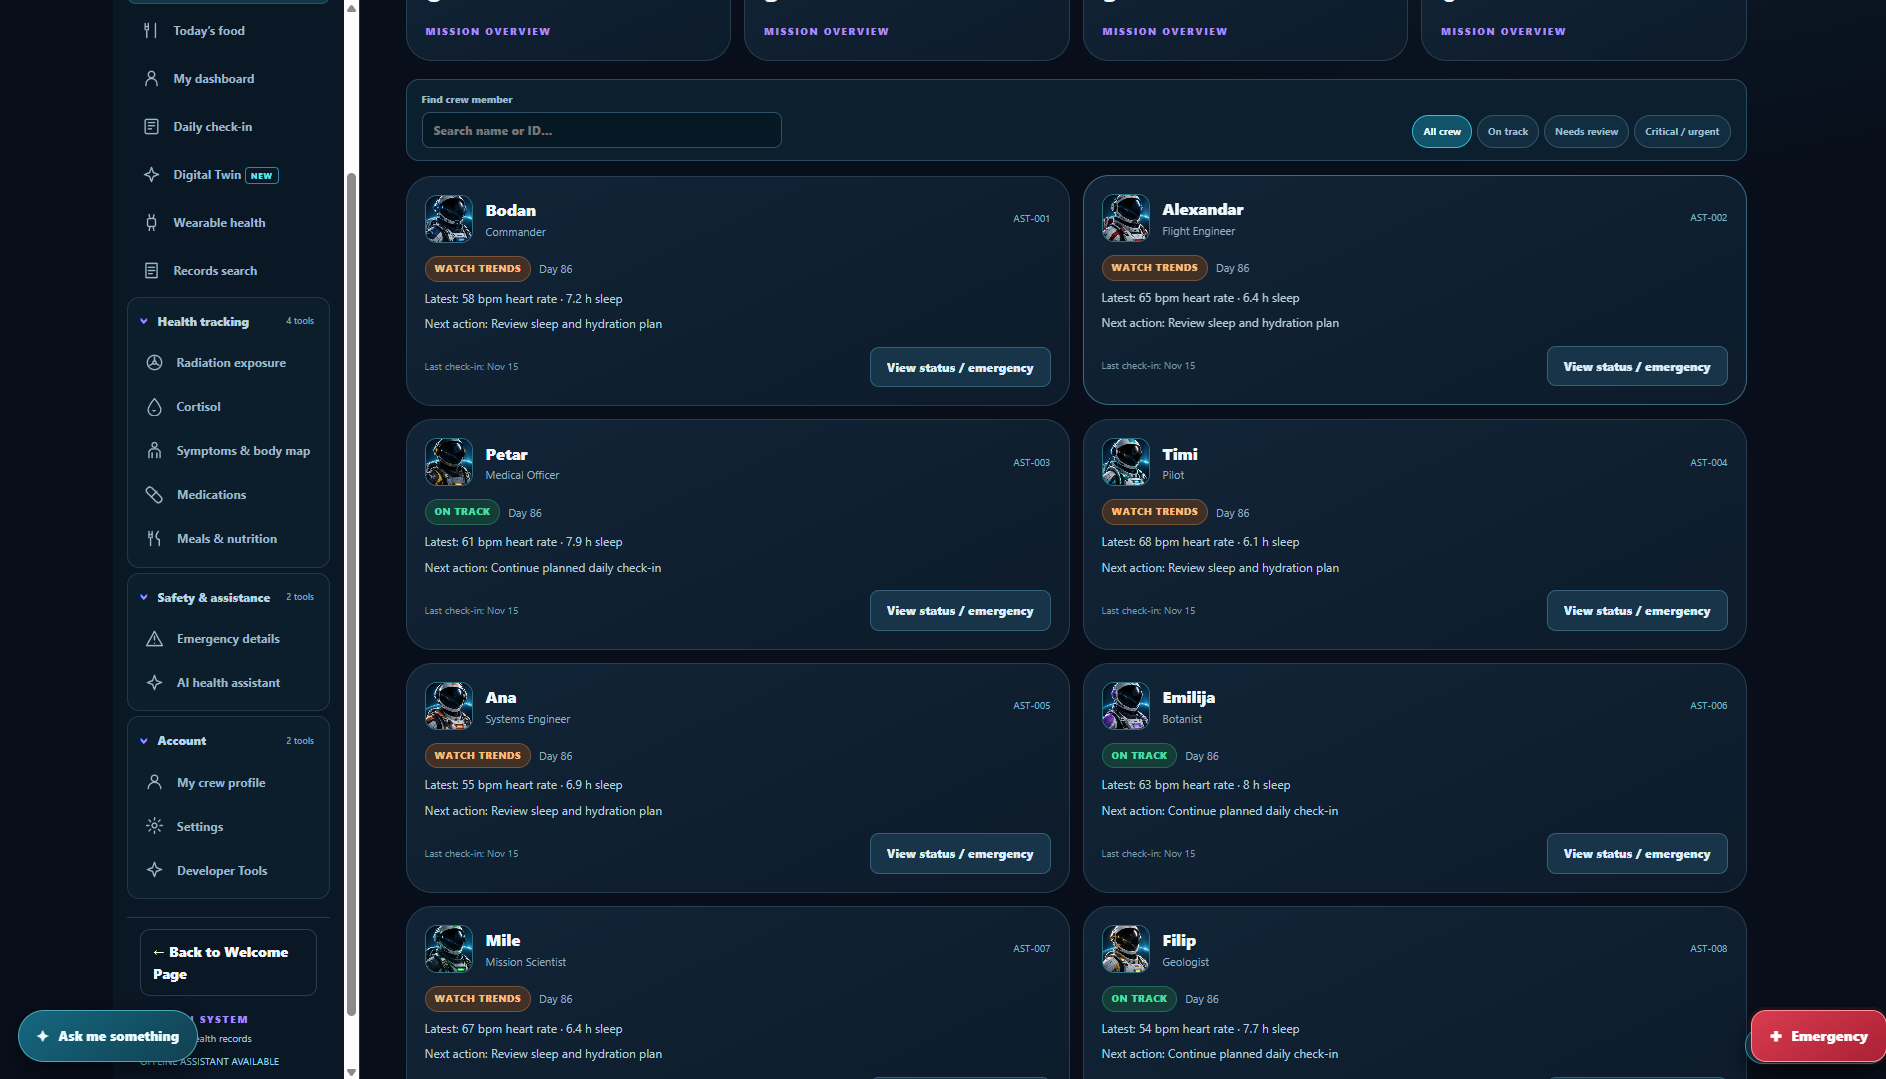 Today's food
My dashboard
Daily check-in
Digital Twin NEW
Wearable health
Records search
Health tracking 4 tools
Radiation exposure
Cortisol
Symptoms & body map
Medications
Meals & nutrition
Safety & assistance 2 tools
Emergency details
AI health assistant
Account 2 tools
My crew profile
Settings
Developer Tools
← Back to Welcome
Page
SYSTEM
ealth records
ASSISTANT AVAILABLE
Ask me something
MISSION OVERVIEW MISSION OVERVIEW MISSION OVERVIEW MISSION OVERVIEW
Find crew member
Search name or ID...
All crew On track Needs review Critical / urgent
Bodan
Commander
AST-001
WATCH TRENDS Day 86
Latest: 58 bpm heart rate · 7.2 h sleep
Next action: Review sleep and hydration plan
Last check-in: Nov 15
View status / emergency
Alexandar
Flight Engineer
AST-002
WATCH TRENDS Day 86
Latest: 65 bpm heart rate · 6.4 h sleep
Next action: Review sleep and hydration plan
Last check-in: Nov 15
View status / emergency
Petar
Medical Officer
AST-003
ON TRACK Day 86
Latest: 61 bpm heart rate · 7.9 h sleep
Next action: Continue planned daily check-in
Last check-in: Nov 15
View status / emergency
Timi
Pilot
AST-004
WATCH TRENDS Day 86
Latest: 68 bpm heart rate · 6.1 h sleep
Next action: Review sleep and hydration plan
Last check-in: Nov 15
View status / emergency
Ana
Systems Engineer
AST-005
WATCH TRENDS Day 86
Latest: 55 bpm heart rate · 6.9 h sleep
Next action: Review sleep and hydration plan
Last check-in: Nov 15
View status / emergency
Emilija
Botanist
AST-006
ON TRACK Day 86
Latest: 63 bpm heart rate · 8 h sleep
Next action: Continue planned daily check-in
Last check-in: Nov 15
View status / emergency
Mile
Mission Scientist
AST-007
WATCH TRENDS Day 86
Latest: 67 bpm heart rate · 6.4 h sleep
Next action: Review sleep and hydration plan
Filip
Geologist
AST-008
ON TRACK Day 86
Latest: 54 bpm heart rate · 7.7 h sleep
Next action: Continue planned daily check-in
Emergency